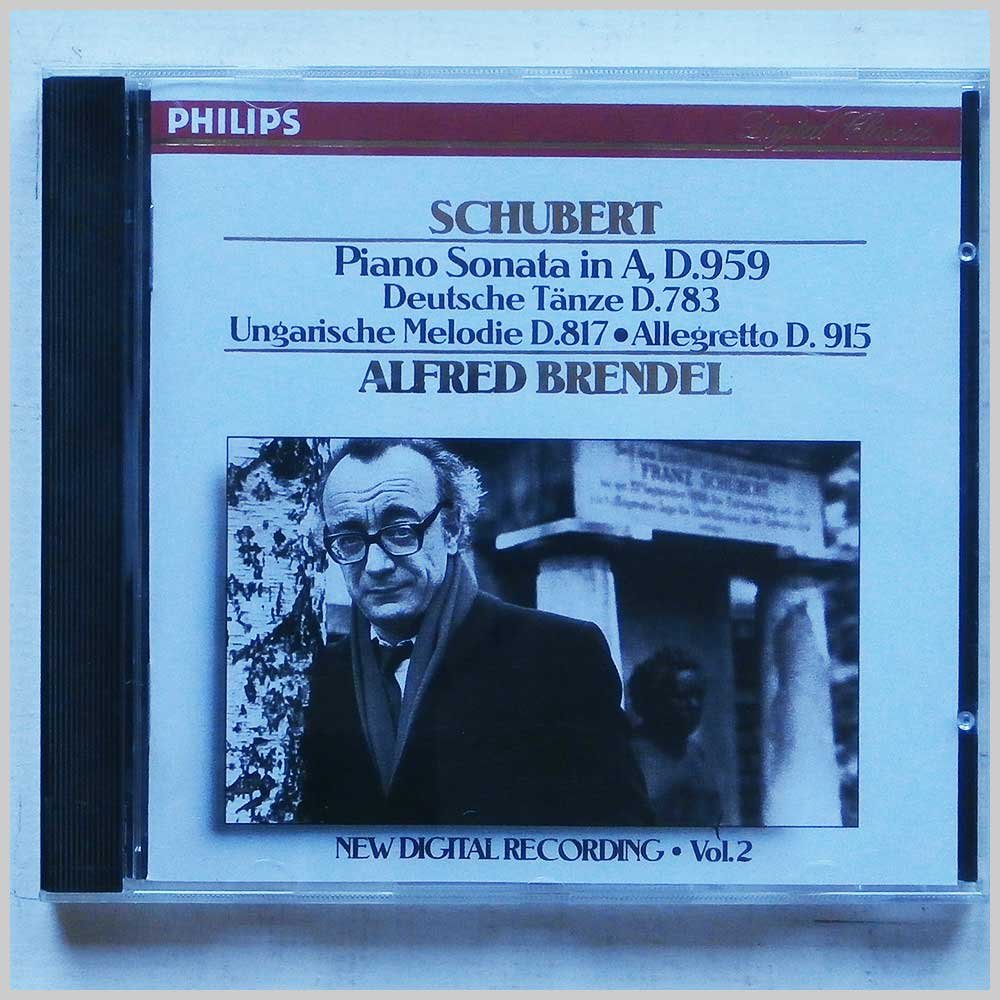 PHILIPS
Digital Classics
SCHUBERT
Piano Sonata in A, D.959
Deutsche Tänze D.783
Ungarische Melodie D.817 • Allegretto D. 915
ALFRED BRENDEL
FRANZ SCHUBERT
NEW DIGITAL RECORDING • Vol. 2